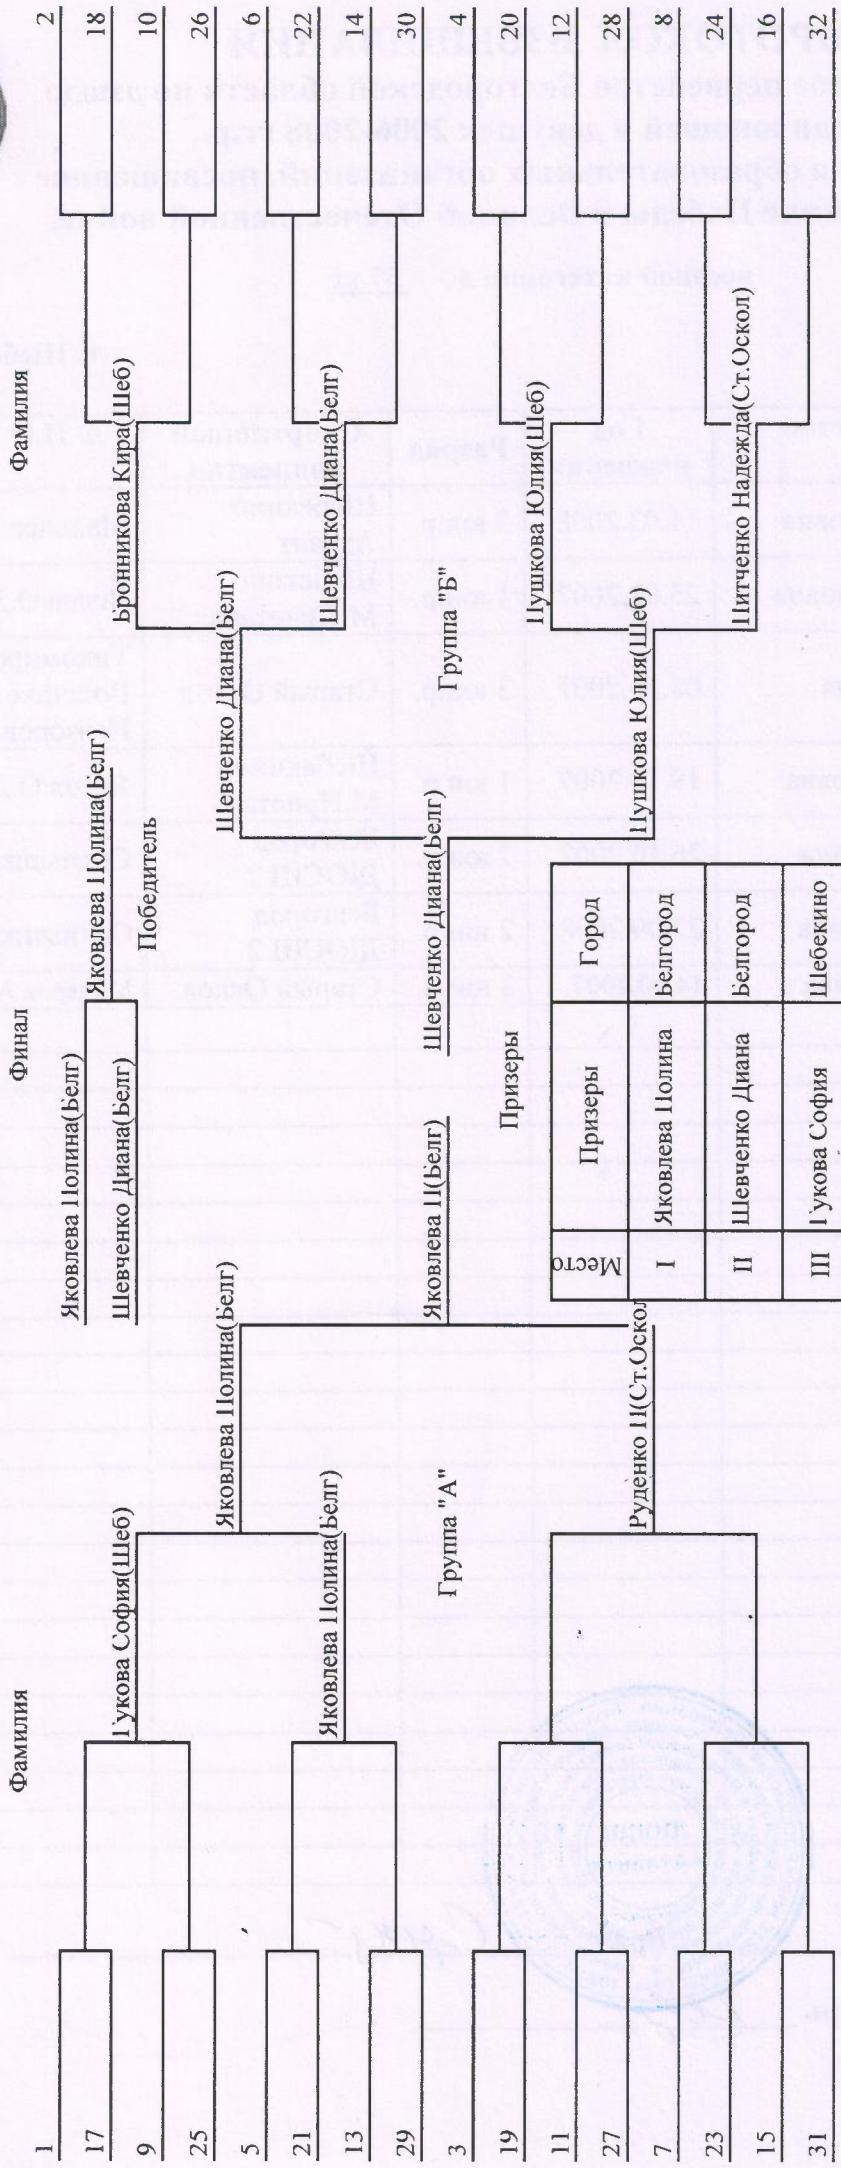 Фамилия
Финал
Фамилия
1
17
9
25
5
21
13
29
3
19
11
27
7
23
15
31
Гукова София(Шеб)
Яковлева Полина(Белг)
Яковлева Полина(Белг)
Группа "А"
Руденко П(Ст.Оскол
Яковлева П(Белг)
Яковлева Полина(Белг)
Шевченко Диана(Белг)
Яковлева Полина(Белг)
Победитель
Шевченко Диана(Белг)
Призеры
Место Призеры Город
I Яковлева Полина Белгород
II Шевченко Диана Белгород
III Гукова София Шебекино
Бронникова Кира(Шеб)
Шевченко Диана(Белг)
Шевченко Диана(Белг)
Группа "Б"
Пушкова Юлия(Шеб)
Пушкова Юлия(Шеб)
Нитченко Надежда(Ст.Оскол)
2
18
10
26
6
22
14
30
4
20
12
28
8
24
16
32